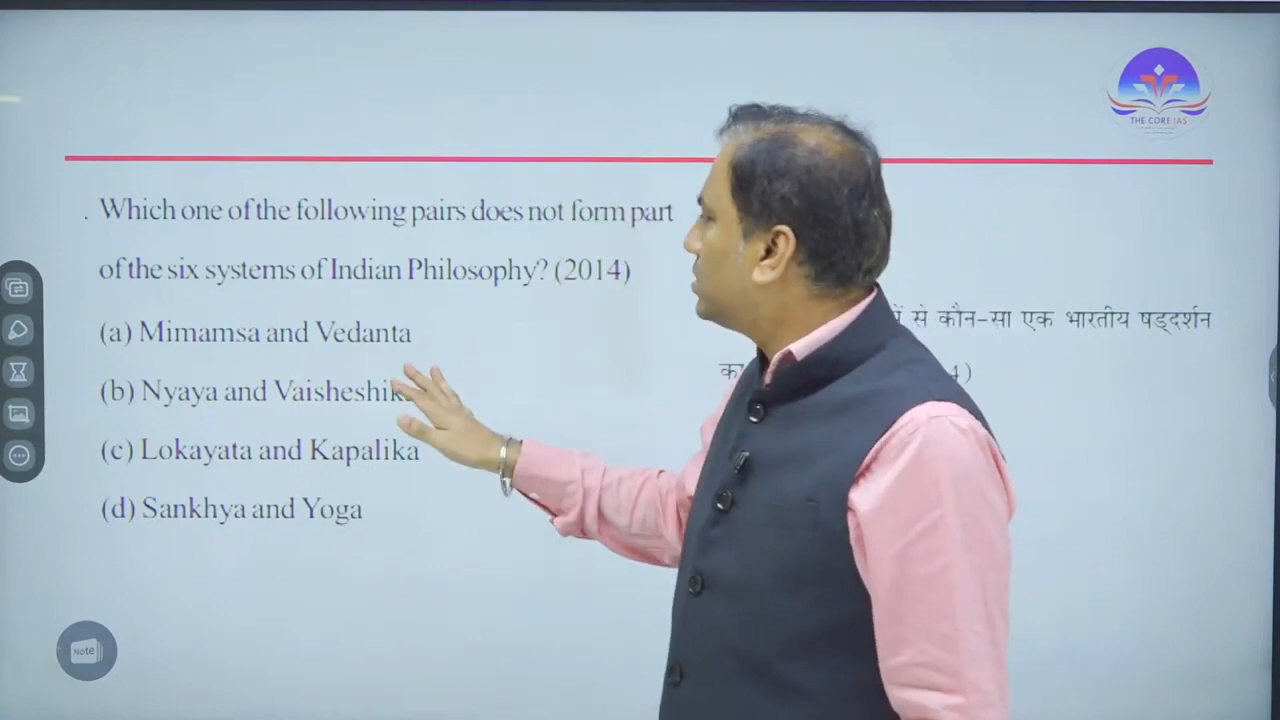 THE CORE IAS
. Which one of the following pairs does not form part
of the six systems of Indian Philosophy? (2014)
(a) Mimamsa and Vedanta
(b) Nyaya and Vaisheshik
(c) Lokayata and Kapalika
(d) Sankhya and Yoga
से कौन-सा एक भारतीय षड्दर्शन
4)
Note